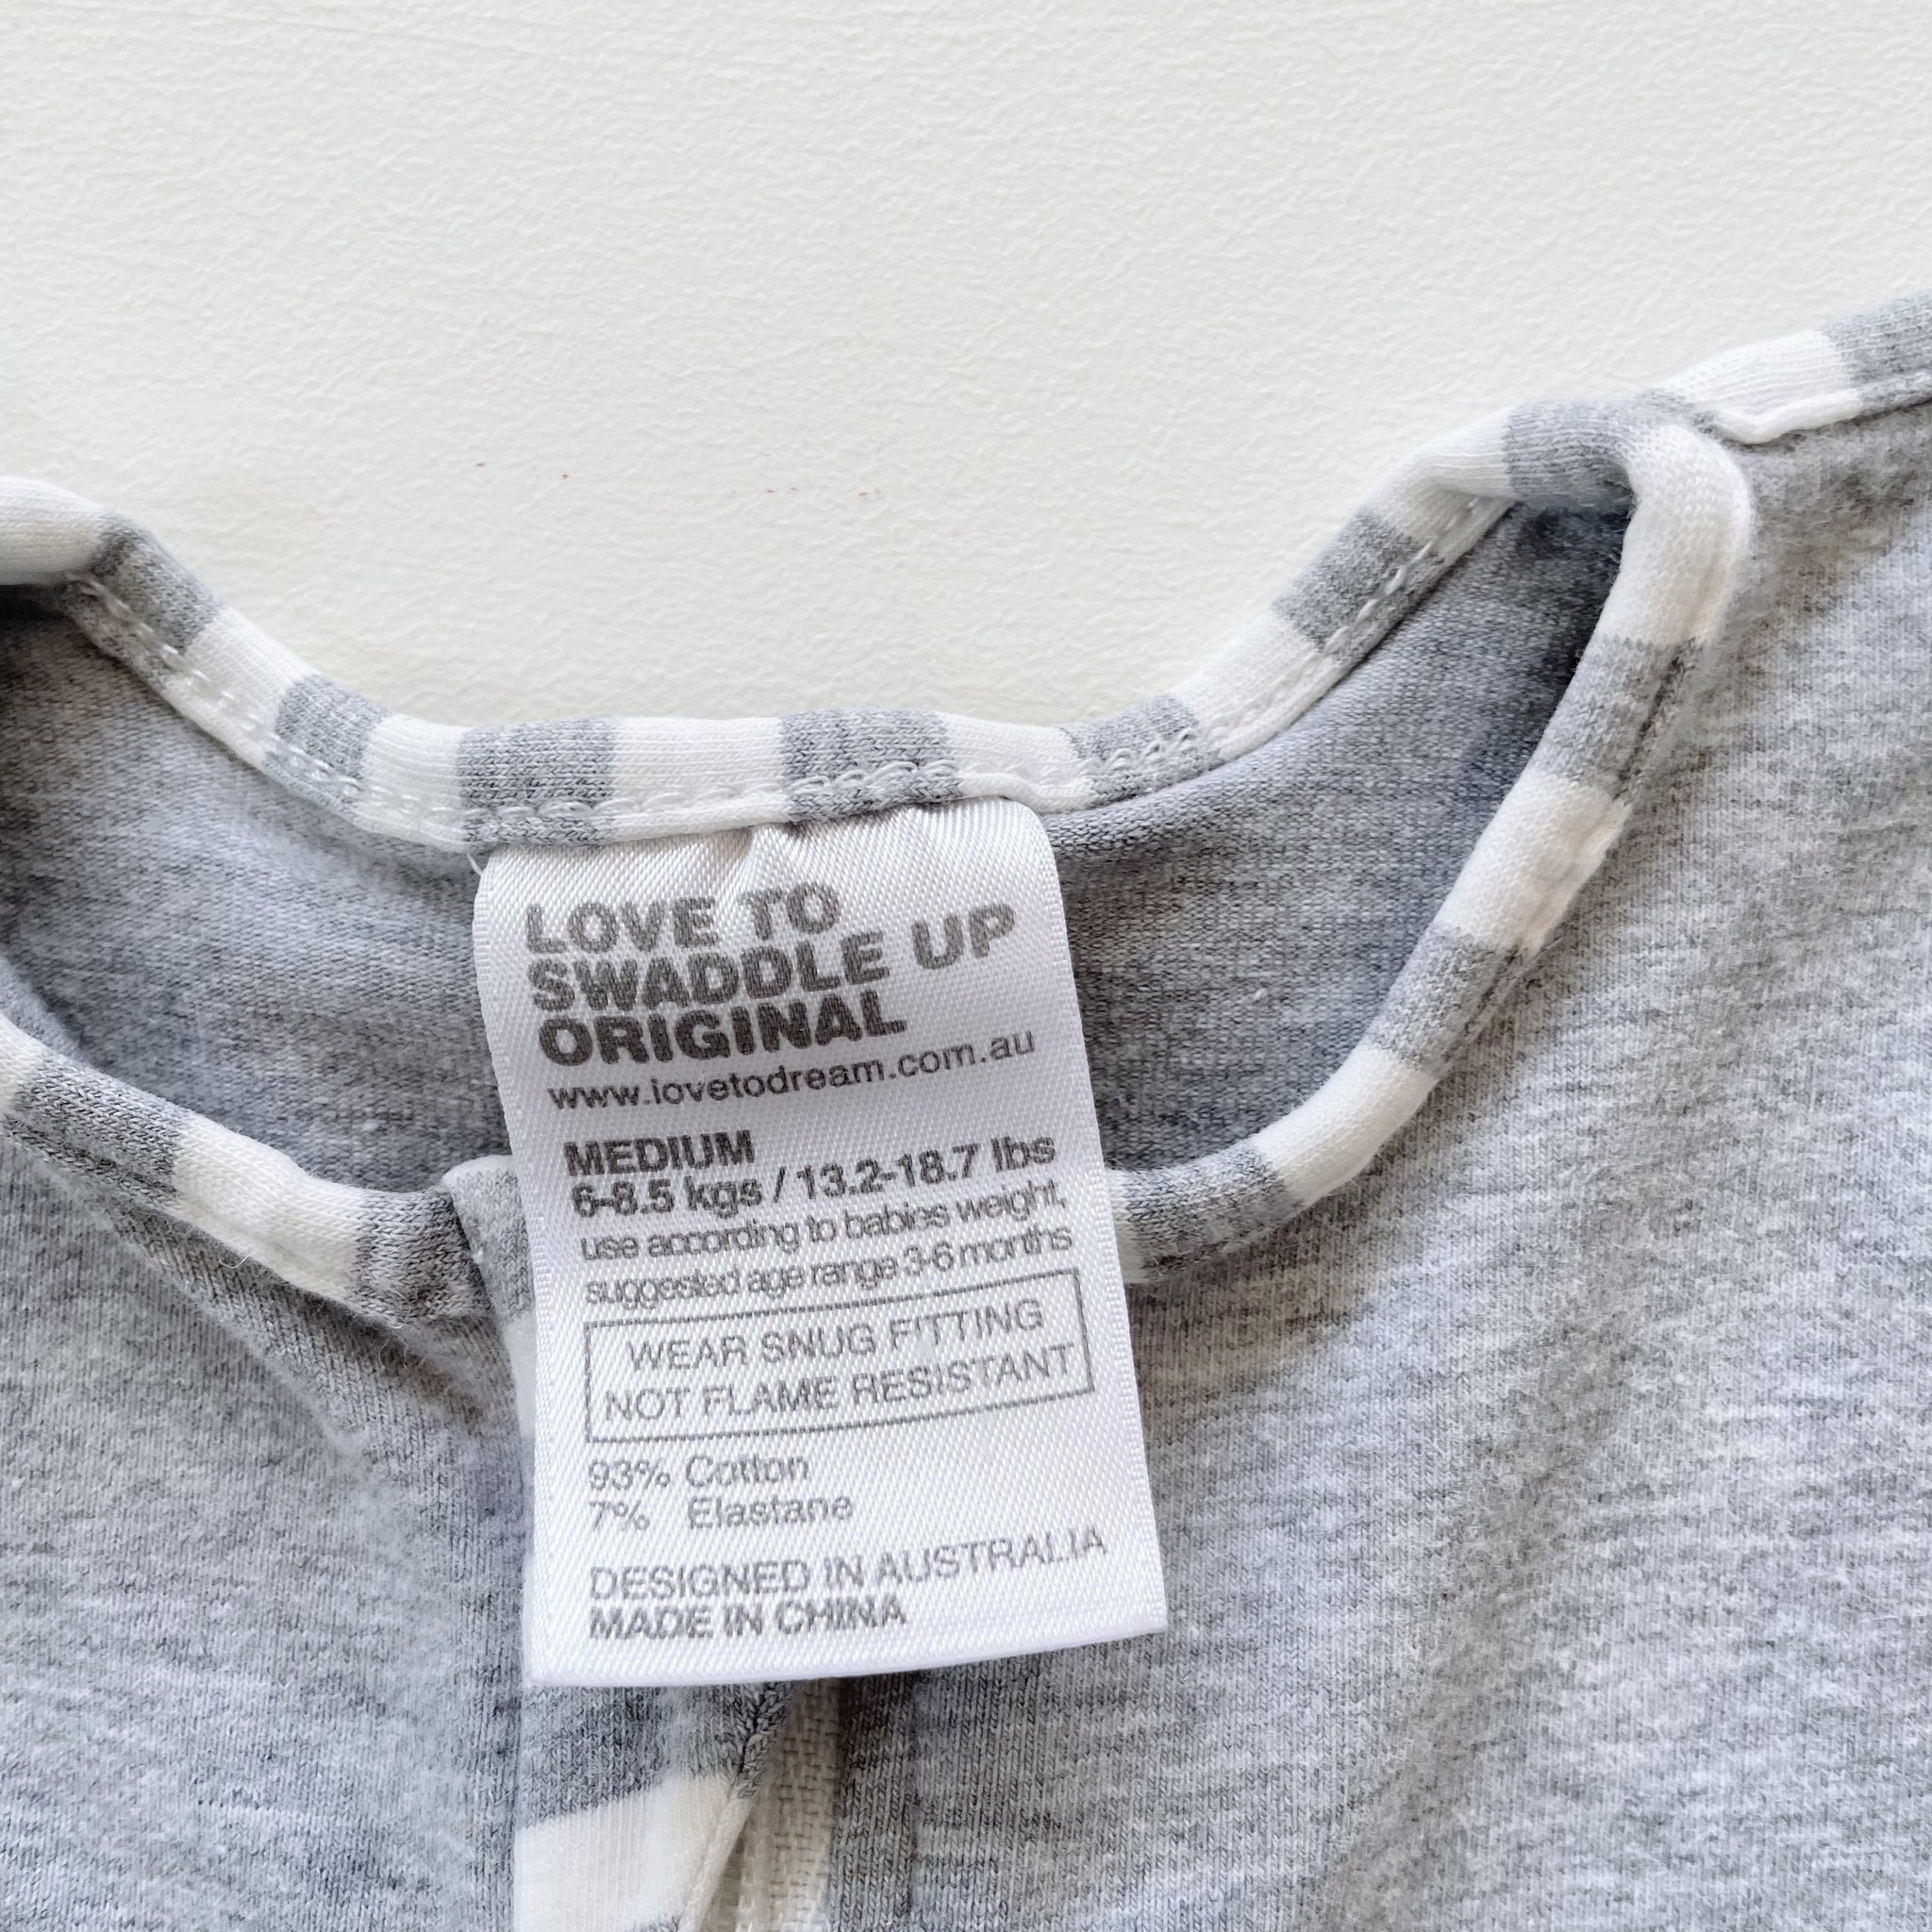 LOVE TO
SWADDLE UP
ORIGINAL
www.lovetodream.com.au
MEDIUM
6-8.5 kgs / 13.2-18.7 lbs
use according to babies weight,
suggested age range 3-6 months
WEAR SNUG FITTING
NOT FLAME RESISTANT
93% Cotton
7% Elastane
DESIGNED IN AUSTRALIA
MADE IN CHINA